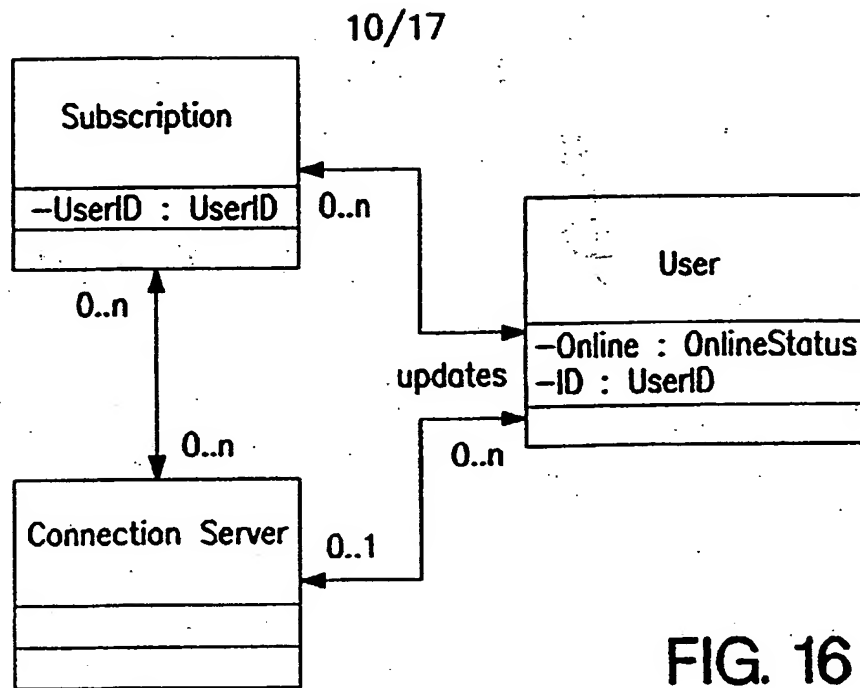 10/17
Subscription
–UserID : UserID
0..n
0..n
User
–Online : OnlineStatus
–ID : UserID
updates
0..n
0..n
Connection Server
0..1
FIG. 16